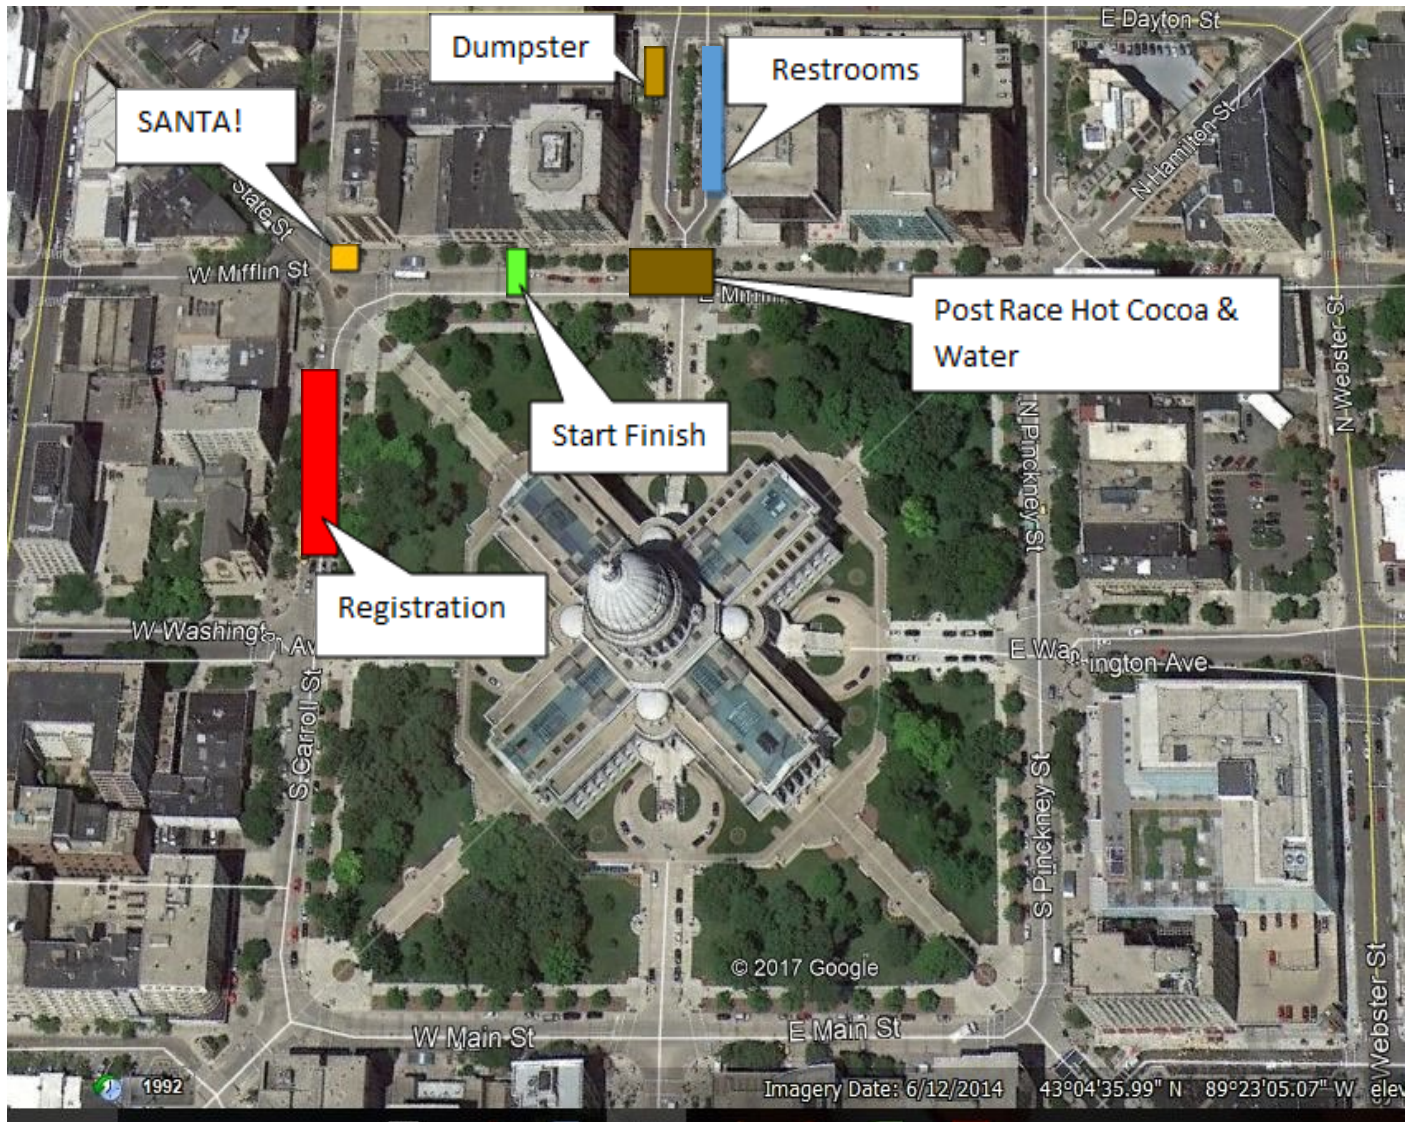 E Dayton St
Dumpster
Restrooms
SANTA!
N Hamilton St
State St
W Mifflin St
Post Race Hot Cocoa &
Water
N Webster St
Start Finish
N Pinckney St
Registration
E Washington Ave
S Carroll St
S Pinckney St
© 2017 Google
W Main St
E Main St
Webster St
1992
Imagery Date: 6/12/2014
43°04'35.99" N
89°23'05.07" W
elev